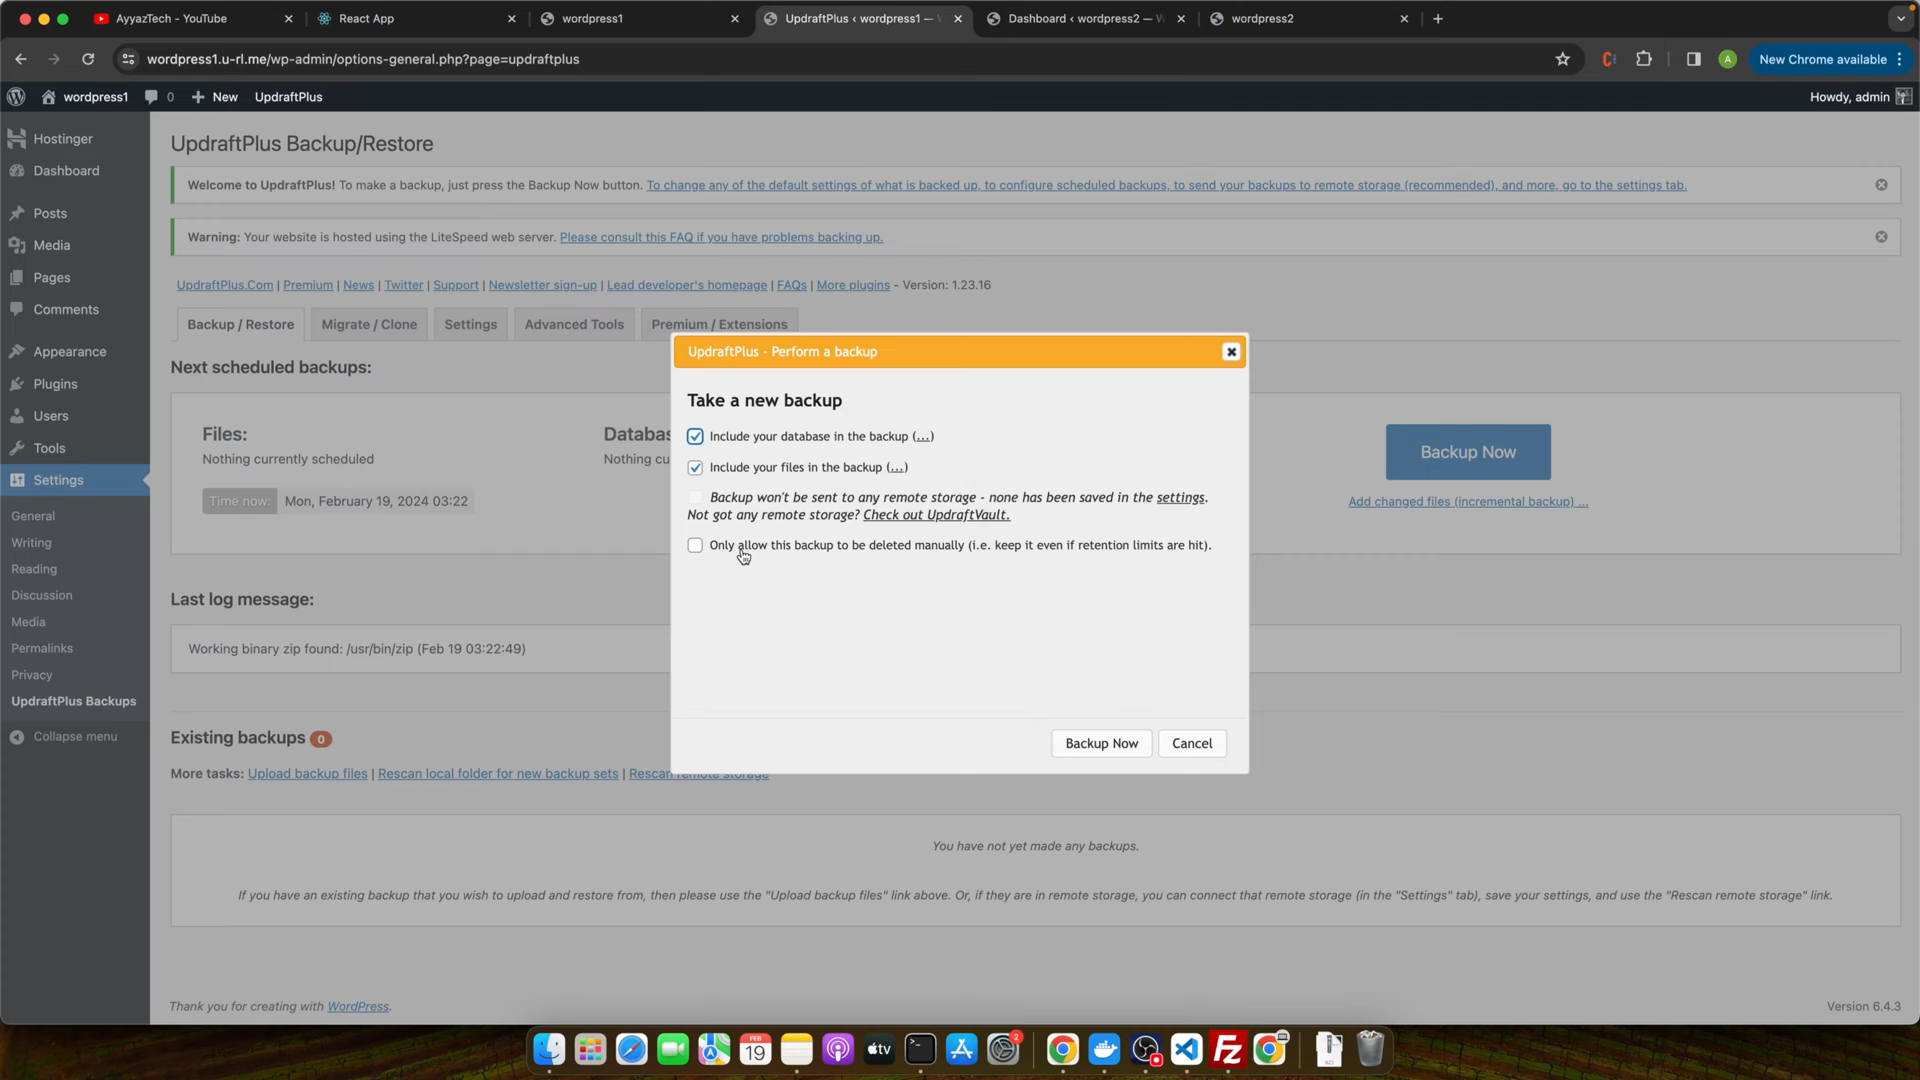 AyyazTech - YouTube
React App
wordpress1
UpdraftPlus ‹ wordpress1 —
Dashboard ‹ wordpress2 —
wordpress2
wordpress1.u-rl.me/wp-admin/options-general.php?page=updraftplus
A
New Chrome available
wordpress1
0
New
UpdraftPlus
Howdy, admin
Hostinger
Dashboard
Posts
Media
Pages
Comments
Appearance
Plugins
Users
Tools
Settings
General
Writing
Reading
Discussion
Media
Permalinks
Privacy
UpdraftPlus Backups
Collapse menu
UpdraftPlus Backup/Restore
Welcome to UpdraftPlus! To make a backup, just press the Backup Now button. To change any of the default settings of what is backed up, to configure scheduled backups, to send your backups to remote storage (recommended), and more, go to the settings tab.
Warning: Your website is hosted using the LiteSpeed web server. Please consult this FAQ if you have problems backing up.
UpdraftPlus.Com | Premium | News | Twitter | Support | Newsletter sign-up | Lead developer's homepage | FAQs | More plugins - Version: 1.23.16
Backup / Restore
Migrate / Clone
Settings
Advanced Tools
Premium / Extensions
Next scheduled backups:
Files:
Nothing currently scheduled
Time now: Mon, February 19, 2024 03:22
Backup Now
Add changed files (incremental backup) ...
UpdraftPlus - Perform a backup
Take a new backup
Include your database in the backup (...)
Include your files in the backup (...)
Backup won't be sent to any remote storage - none has been saved in the settings.
Not got any remote storage? Check out UpdraftVault.
Only allow this backup to be deleted manually (i.e. keep it even if retention limits are hit).
Backup Now
Cancel
Last log message:
Working binary zip found: /usr/bin/zip (Feb 19 03:22:49)
Existing backups 0
More tasks: Upload backup files | Rescan local folder for new backup sets | Rescan remote storage
You have not yet made any backups.
If you have an existing backup that you wish to upload and restore from, then please use the "Upload backup files" link above. Or, if they are in remote storage, you can connect that remote storage (in the "Settings" tab), save your settings, and use the "Rescan remote storage" link.
Thank you for creating with WordPress.
Version 6.4.3
FEB
19
tv
2